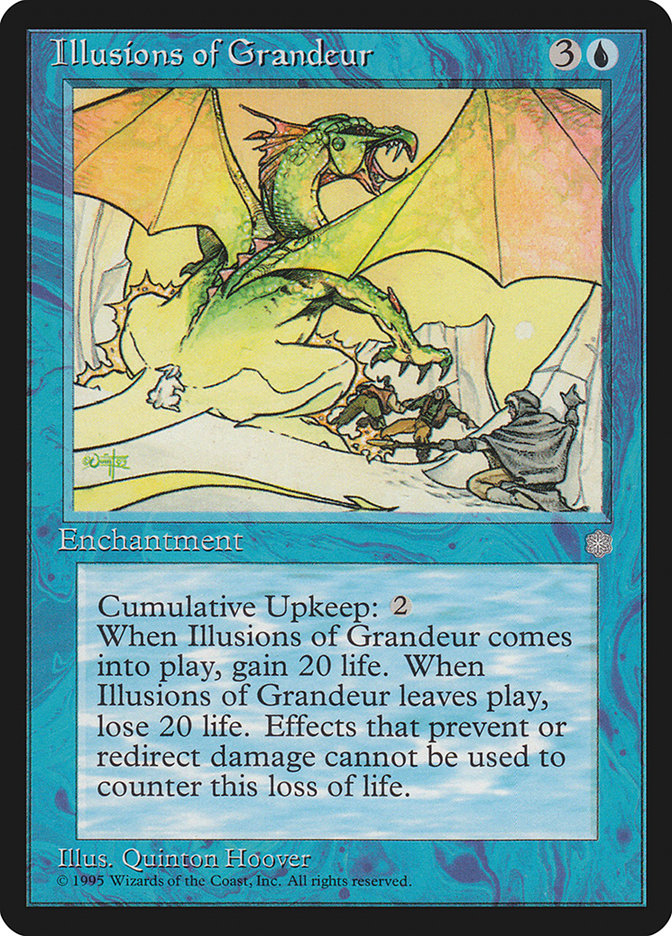 Illusions of Grandeur 3
Enchantment
Cumulative Upkeep: 2
When Illusions of Grandeur comes
into play, gain 20 life. When
Illusions of Grandeur leaves play,
lose 20 life. Effects that prevent or
redirect damage cannot be used to
counter this loss of life.
Illus. Quinton Hoover
© 1995 Wizards of the Coast, Inc. All rights reserved.